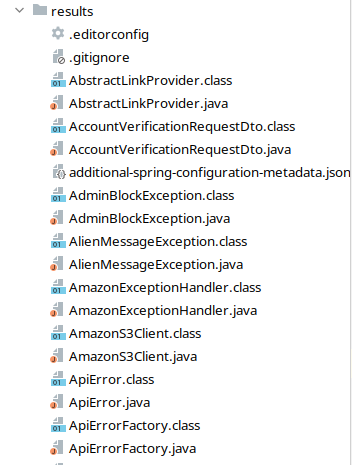 results
.editorconfig
.gitignore
AbstractLinkProvider.class
AbstractLinkProvider.java
AccountVerificationRequestDto.class
AccountVerificationRequestDto.java
additional-spring-configuration-metadata.json
AdminBlockException.class
AdminBlockException.java
AlienMessageException.class
AlienMessageException.java
AmazonExceptionHandler.class
AmazonExceptionHandler.java
AmazonS3Client.class
AmazonS3Client.java
ApiError.class
ApiError.java
ApiErrorFactory.class
ApiErrorFactory.java